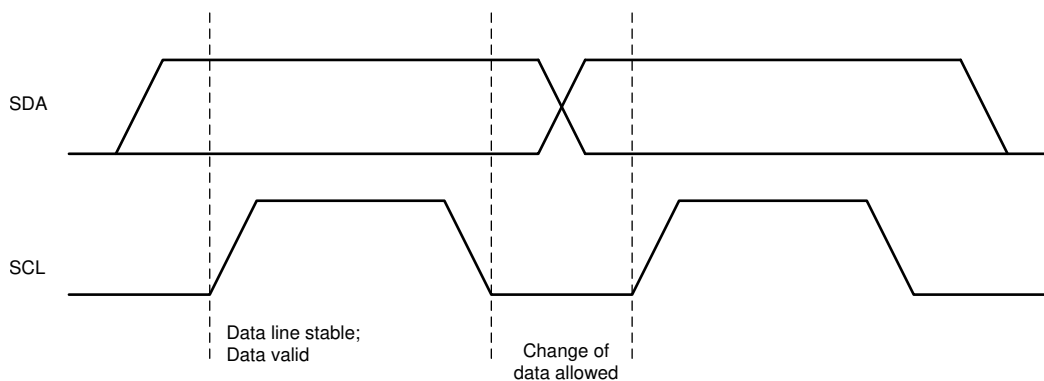 SDA
SCL
Data line stable;
Data valid
Change of
data allowed